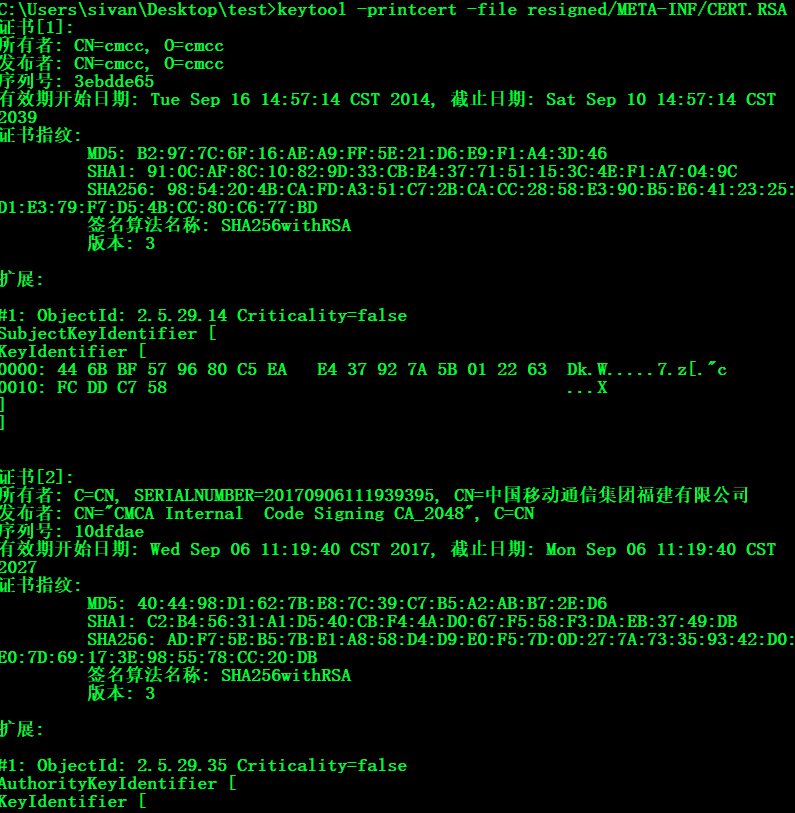 C:\Users\sivan\Desktop\test>keytool -printcert -file resigned/META-INF/CERT.RSA
证书[1]:
所有者: CN=cmcc, O=cmcc
发布者: CN=cmcc, O=cmcc
序列号: 3ebdde65
有效期开始日期: Tue Sep 16 14:57:14 CST 2014, 截止日期: Sat Sep 10 14:57:14 CST
2039
证书指纹:
MD5: B2:97:7C:6F:16:AE:A9:FF:5E:21:D6:E9:F1:A4:3D:46
SHA1: 91:0C:AF:8C:10:82:9D:33:CB:E4:37:71:51:15:3C:4E:F1:A7:04:9C
SHA256: 98:54:20:4B:CA:FD:A3:51:C7:2B:CA:CC:28:58:E3:90:B5:E6:41:23:25:
D1:E3:79:F7:D5:4B:CC:80:C6:77:BD
签名算法名称: SHA256withRSA
版本: 3
扩展:
#1: ObjectId: 2.5.29.14 Criticality=false
SubjectKeyIdentifier [
KeyIdentifier [
0000: 44 6B BF 57 96 80 C5 EA   E4 37 92 7A 5B 01 22 63  Dk.W.....7.z[."c
0010: FC DD C7 58                                        ...X
]
]
证书[2]:
所有者: C=CN, SERIALNUMBER=20170906111939395, CN=中国移动通信集团福建有限公司
发布者: CN="CMCA Internal  Code Signing CA_2048", C=CN
序列号: 10dfdae
有效期开始日期: Wed Sep 06 11:19:40 CST 2017, 截止日期: Mon Sep 06 11:19:40 CST
2027
证书指纹:
MD5: 40:44:98:D1:62:7B:E8:7C:39:C7:B5:A2:AB:B7:2E:D6
SHA1: C2:B4:56:31:A1:D5:40:CB:F4:4A:D0:67:F5:58:F3:DA:EB:37:49:DB
SHA256: AD:F7:5E:B5:7B:E1:A8:58:D4:D9:E0:F5:7D:0D:27:7A:73:35:93:42:D0:
E0:7D:69:17:3E:98:55:78:CC:20:DB
签名算法名称: SHA256withRSA
版本: 3
扩展:
#1: ObjectId: 2.5.29.35 Criticality=false
AuthorityKeyIdentifier [
KeyIdentifier [